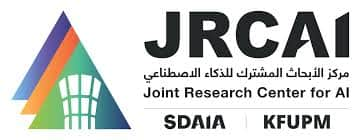 JRCAI
مركز الأبحاث المشترك للذكاء الاصطناعي
Joint Research Center for AI
SDAIA | KFUPM